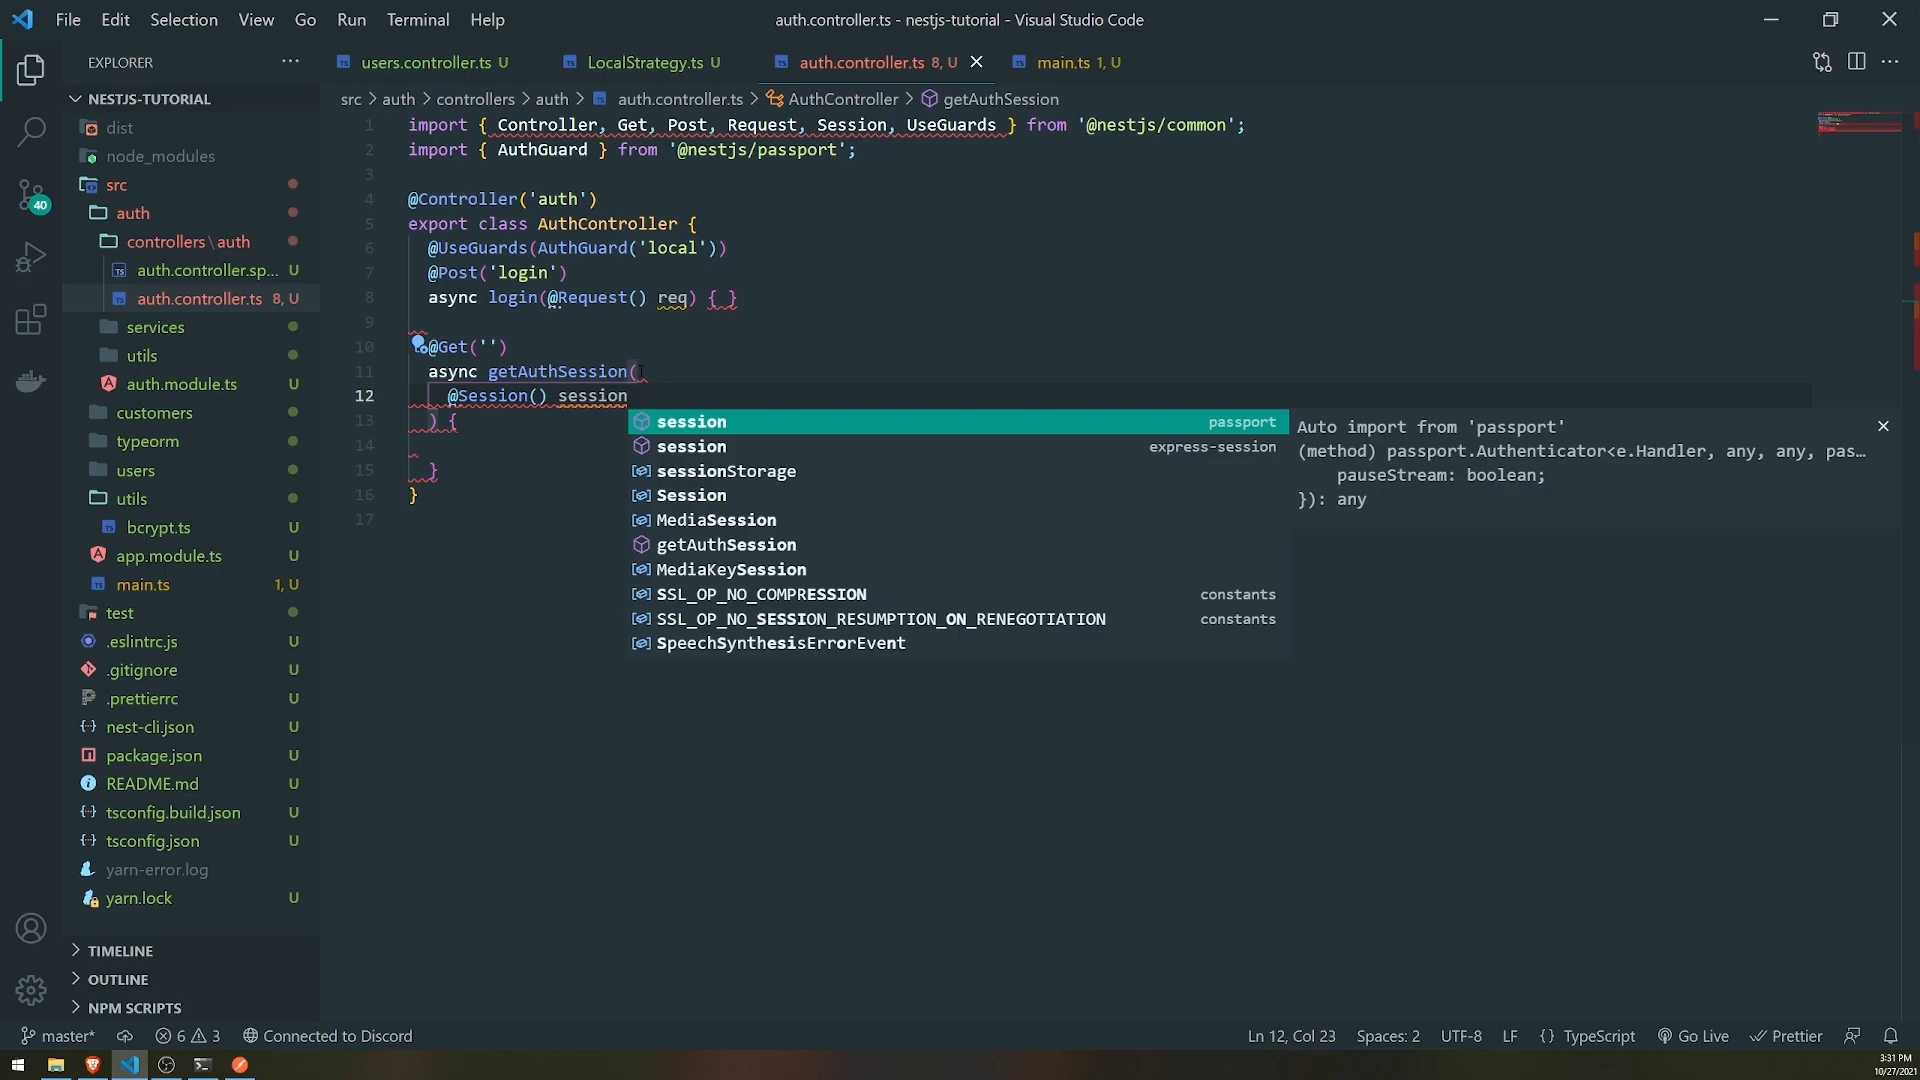 File Edit Selection View Go Run Terminal Help
auth.controller.ts - nestjs-tutorial - Visual Studio Code
EXPLORER
users.controller.ts U
LocalStrategy.ts U
auth.controller.ts 8, U
main.ts 1, U
src > auth > controllers > auth > auth.controller.ts > AuthController > getAuthSession
NESTJS-TUTORIAL
dist
node_modules
src
auth
controllers\auth
auth.controller.sp... U
auth.controller.ts 8, U
services
utils
auth.module.ts U
customers
typeorm
users
utils
bcrypt.ts U
app.module.ts U
main.ts 1, U
test
.eslintrc.js U
.gitignore U
.prettierrc U
nest-cli.json U
package.json U
README.md U
tsconfig.build.json U
tsconfig.json U
yarn-error.log
yarn.lock U
TIMELINE
OUTLINE
NPM SCRIPTS
40
1 import { Controller, Get, Post, Request, Session, UseGuards } from '@nestjs/common';
2 import { AuthGuard } from '@nestjs/passport';
3
4 @Controller('auth')
5 export class AuthController {
6 @UseGuards(AuthGuard('local'))
7 @Post('login')
8 async login(@Request() req) { }
9
10 @Get('')
11 async getAuthSession(
12 @Session() session
13 ) {
14
15 }
16 }
17
session passport
session express-session
sessionStorage
Session
MediaSession
getAuthSession
MediaKeySession
SSL_OP_NO_COMPRESSION constants
SSL_OP_NO_SESSION_RESUMPTION_ON_RENEGOTIATION constants
SpeechSynthesisErrorEvent
Auto import from 'passport'
(method) passport.Authenticator<e.Handler, any, any, pas...
pauseStream: boolean;
}): any
master* 6 3 Connected to Discord
Ln 12, Col 23 Spaces: 2 UTF-8 LF {} TypeScript Go Live Prettier
3:31 PM
10/27/2021